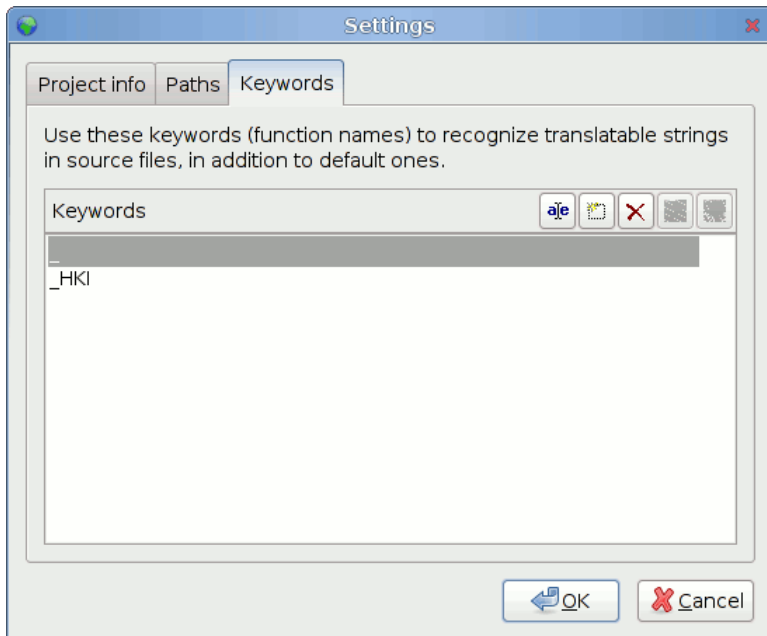 Settings
Project info Paths Keywords
Use these keywords (function names) to recognize translatable strings
in source files, in addition to default ones.
Keywords aje
_
_HKI
OK Cancel